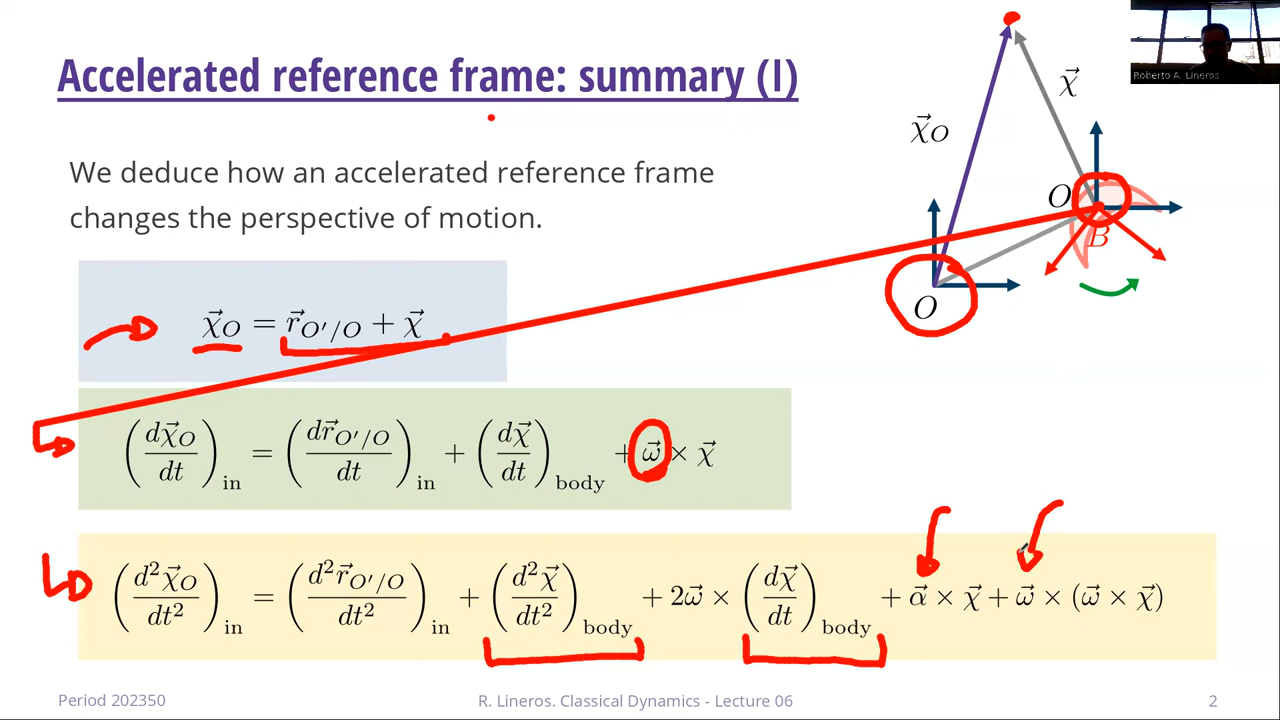 Accelerated reference frame: summary (I)
Roberto A. Lineros
We deduce how an accelerated reference frame
changes the perspective of motion.
$\vec{\chi}_O$
$\vec{\chi}$
O
B
O
$\vec{\chi}_O = \vec{r}_{O'/O} + \vec{\chi}$
$\left(\frac{d\vec{\chi}_O}{dt}\right)_{\text{in}} = \left(\frac{d\vec{r}_{O'/O}}{dt}\right)_{\text{in}} + \left(\frac{d\vec{\chi}}{dt}\right)_{\text{body}} + \vec{\omega} \times \vec{\chi}$
$\left(\frac{d^2\vec{\chi}_O}{dt^2}\right)_{\text{in}} = \left(\frac{d^2\vec{r}_{O'/O}}{dt^2}\right)_{\text{in}} + \left(\frac{d^2\vec{\chi}}{dt^2}\right)_{\text{body}} + 2\vec{\omega} \times \left(\frac{d\vec{\chi}}{dt}\right)_{\text{body}} + \vec{\alpha} \times \vec{\chi} + \vec{\omega} \times (\vec{\omega} \times \vec{\chi})$
Period 202350
R. Lineros. Classical Dynamics - Lecture 06
2